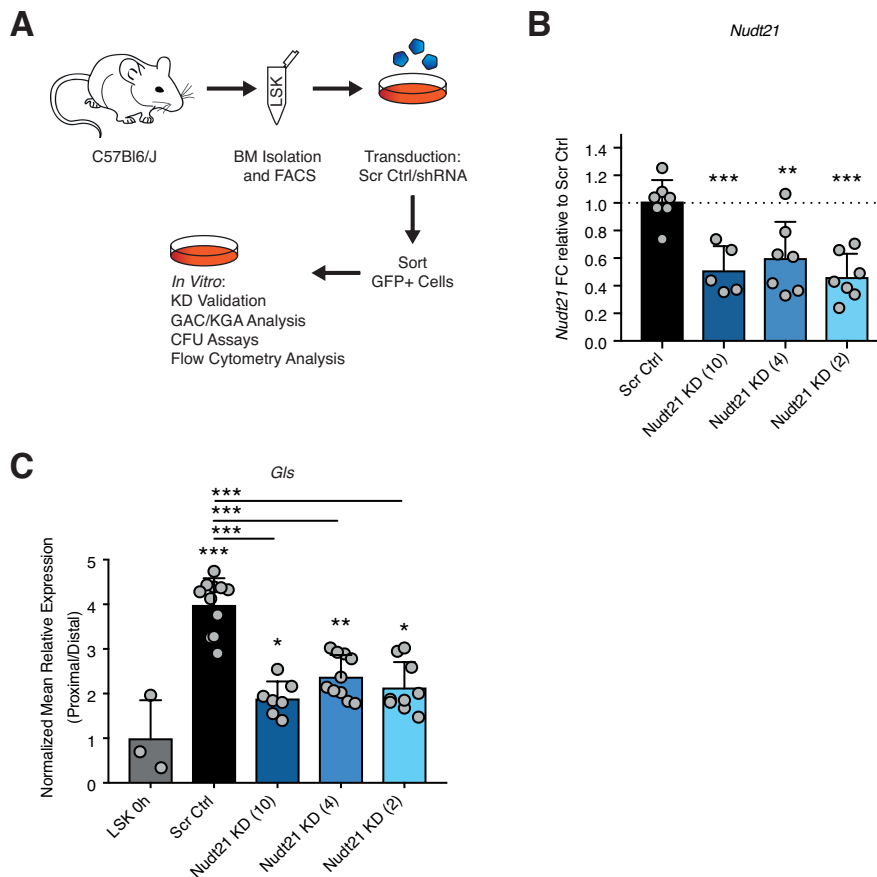 A
LSK
C57Bl6/J
BM Isolation
and FACS
Transduction:
Scr Ctrl/shRNA
Sort
GFP+ Cells
In Vitro:
KD Validation
GAC/KGA Analysis
CFU Assays
Flow Cytometry Analysis
B
Nudt21
Nudt21 FC relative to Scr Ctrl
1.4
1.2
1.0
0.8
0.6
0.4
0.2
0.0
***
**
***
Scr Ctrl
Nudt21 KD (10)
Nudt21 KD (4)
Nudt21 KD (2)
C
Gls
***
***
***
***
*
**
*
Normalized Mean Relative Expression
(Proximal/Distal)
5
4
3
2
1
0
LSK 0h
Scr Ctrl
Nudt21 KD (10)
Nudt21 KD (4)
Nudt21 KD (2)